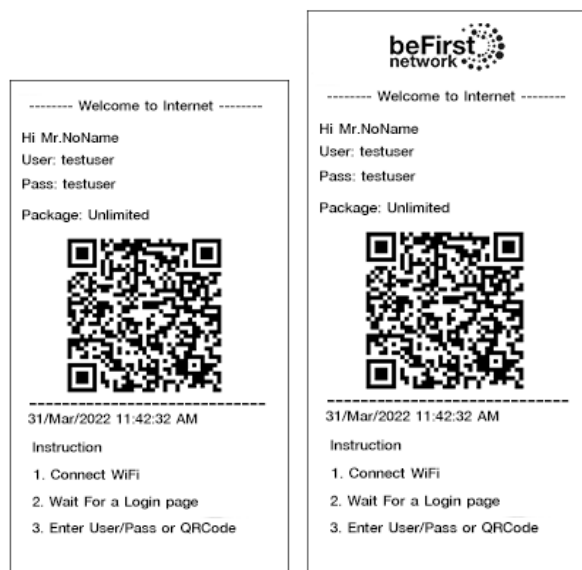 -------- Welcome to Internet --------
Hi Mr.NoName
User: testuser
Pass: testuser
Package: Unlimited
------------------------------
31/Mar/2022 11:42:32 AM
Instruction
1. Connect WiFi
2. Wait For a Login page
3. Enter User/Pass or QRCode
beFirst
network
-------- Welcome to Internet --------
Hi Mr.NoName
User: testuser
Pass: testuser
Package: Unlimited
------------------------------
31/Mar/2022 11:42:32 AM
Instruction
1. Connect WiFi
2. Wait For a Login page
3. Enter User/Pass or QRCode